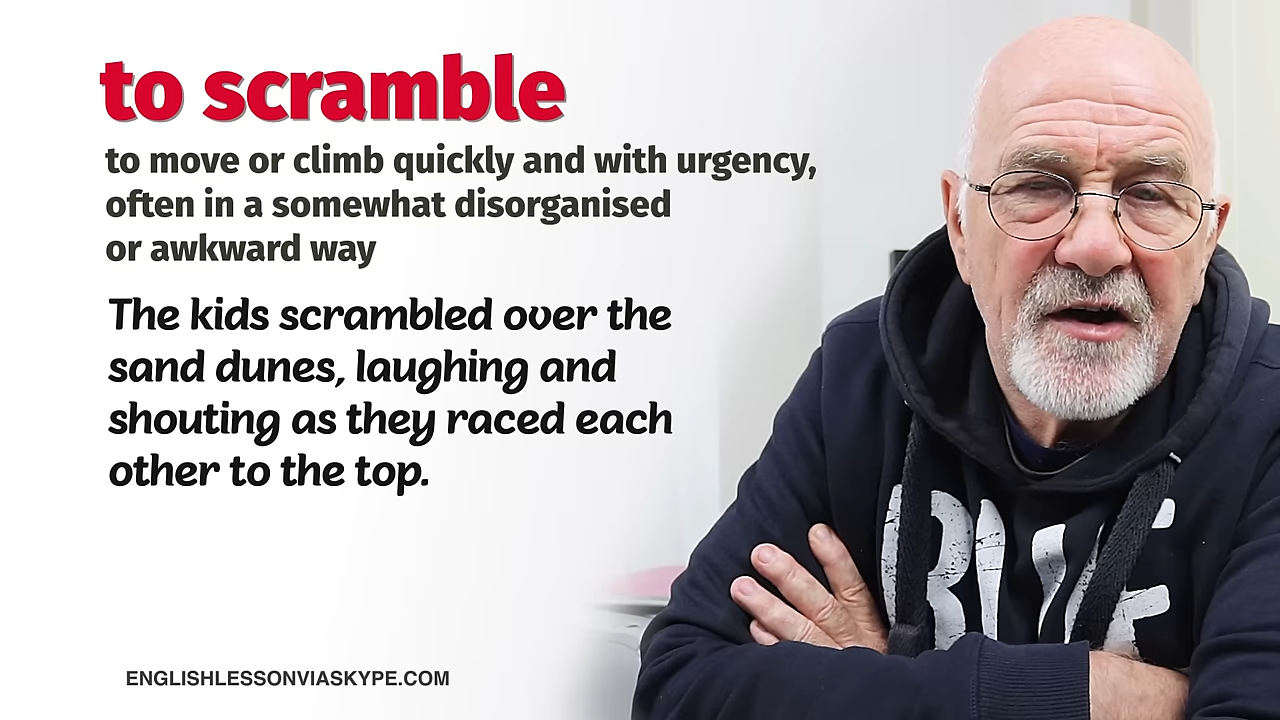 to scramble
to move or climb quickly and with urgency,
often in a somewhat disorganised
or awkward way
The kids scrambled over the
sand dunes, laughing and
shouting as they raced each
other to the top.
ENGLISHLESSONVIASKYPE.COM